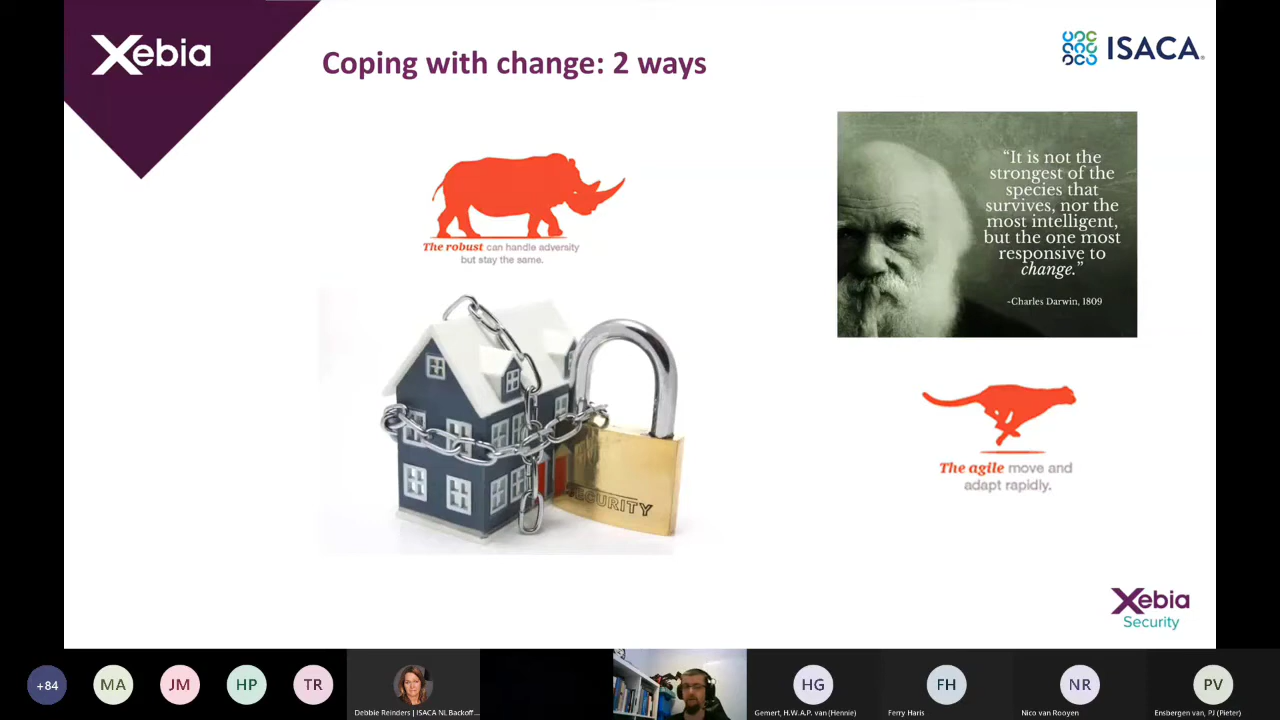 Xebia
Coping with change: 2 ways
ISACA
The robust can handle adversity
but stay the same.
"It is not the
strongest of the
species that
survives, nor the
most intelligent,
but the one most
responsive to
change."
-Charles Darwin, 1809
SECURITY
The agile move and
adapt rapidly.
Xebia
Security
+84
MA
JM
HP
TR
Debbie Reinders | ISACA NL Backoff...
HG
Gemert, H.W.A.P. van (Hennie)
FH
Ferry Haris
NR
Nico van Rooyen
PV
Ensbergen van, PJ (Pieter)